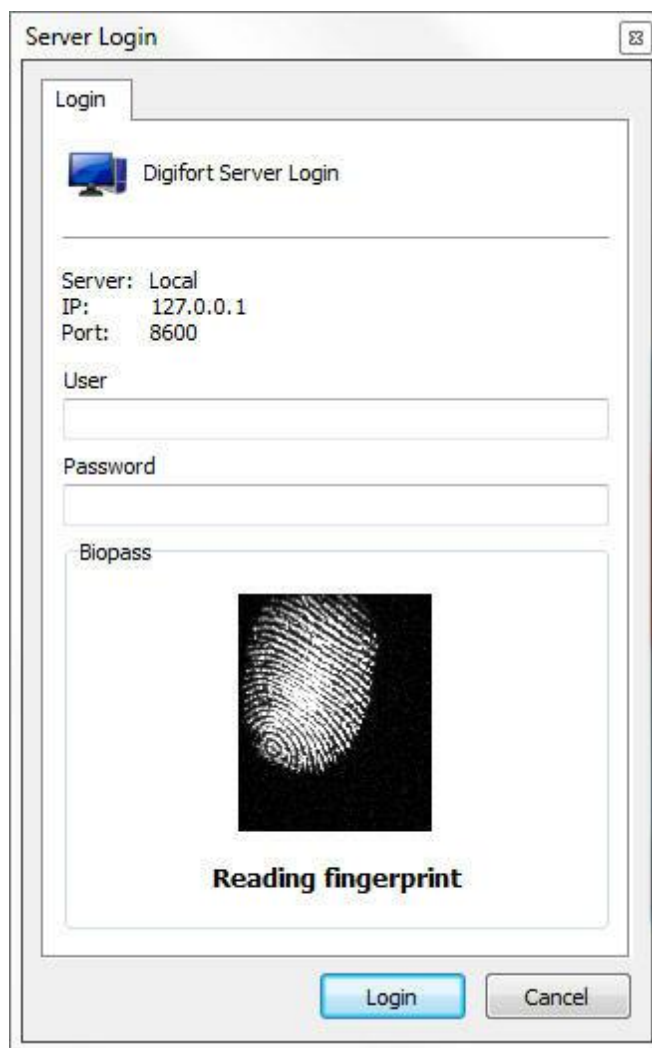 Server Login
Login
Digifort Server Login
Server: Local
IP: 127.0.0.1
Port: 8600
User
Password
Biopass
Reading fingerprint
Login Cancel